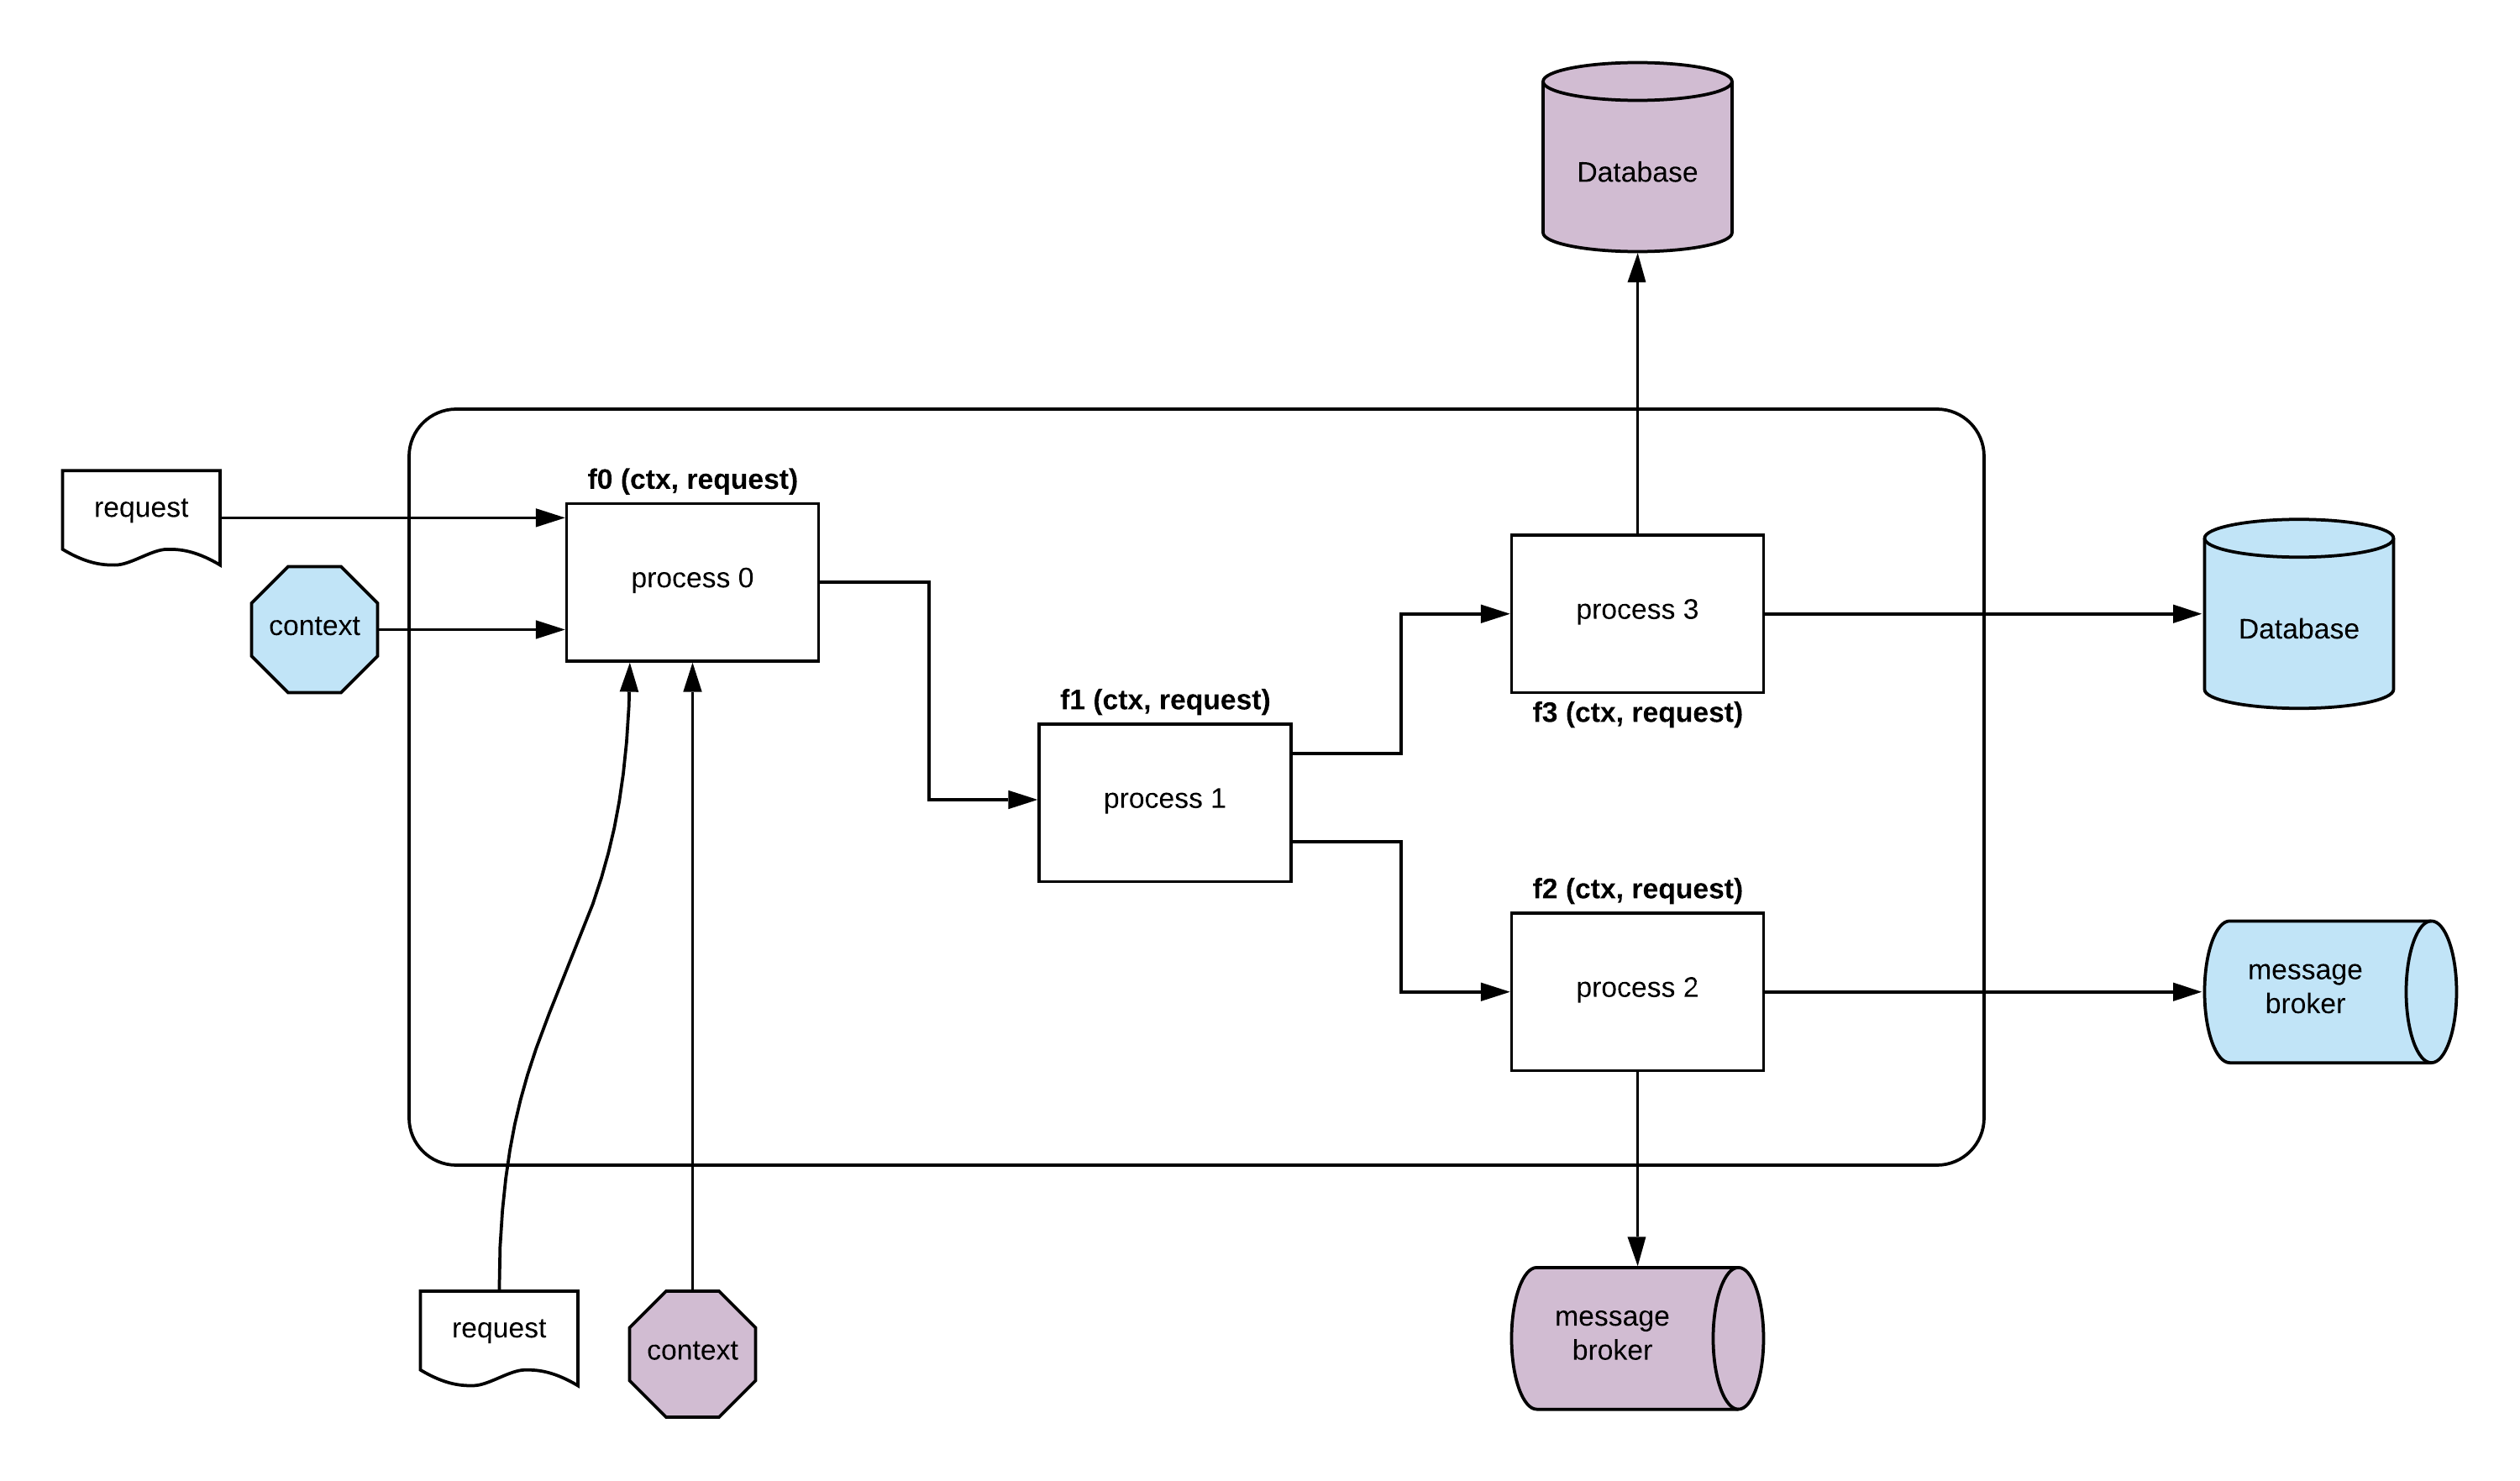 Database
f0 (ctx, request)
request
process 0
context
process 3
Database
f1 (ctx, request)
f3 (ctx, request)
process 1
f2 (ctx, request)
process 2
message
broker
request
context
message
broker